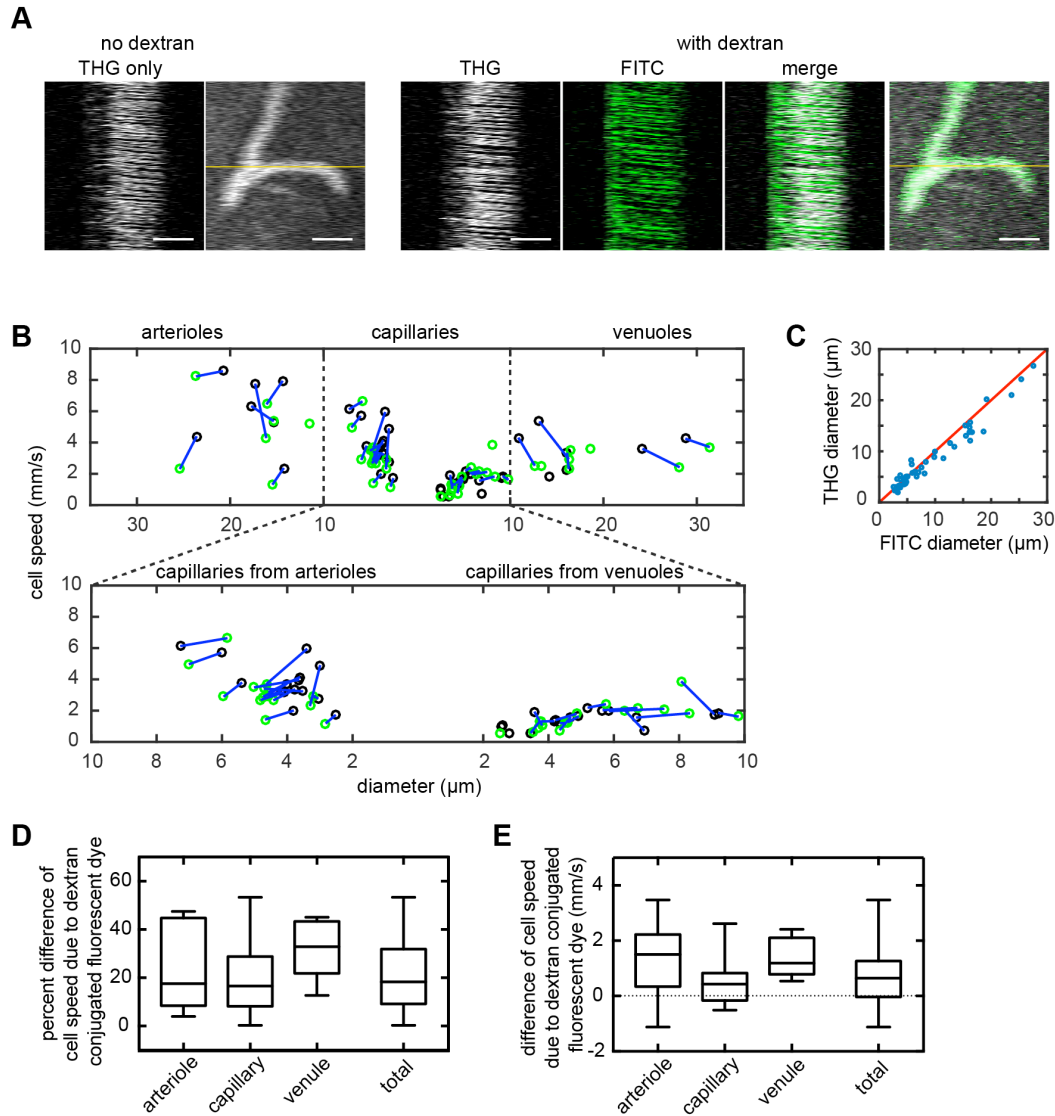 A
no dextran
with dextran
THG only
THG
FITC
merge
B
arterioles
capillaries
venuoles
10
8
6
4
2
0
30
20
10
10
20
30
cell speed (mm/s)
capillaries from arterioles
capillaries from venuoles
10
8
6
4
2
0
10
8
6
4
2
2
4
6
8
10
diameter (μm)
C
THG diameter (μm)
30
20
10
0
0
10
20
30
FITC diameter (μm)
D
percent difference of
cell speed due to dextran
conjugated fluorescent dye
60
40
20
0
arteriole
capillary
venule
total
E
difference of cell speed
due to dextran conjugated
fluorescent dye (mm/s)
4
2
0
-2
arteriole
capillary
venule
total